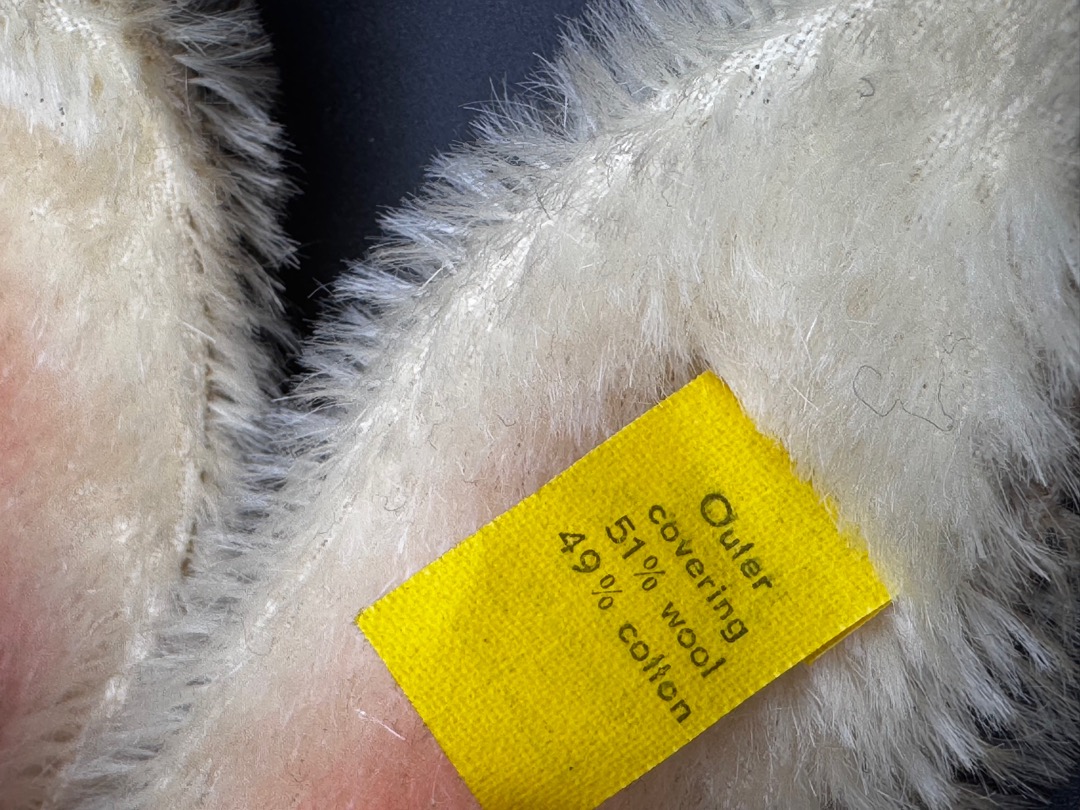 Outer
covering
51% wool
49% cotton